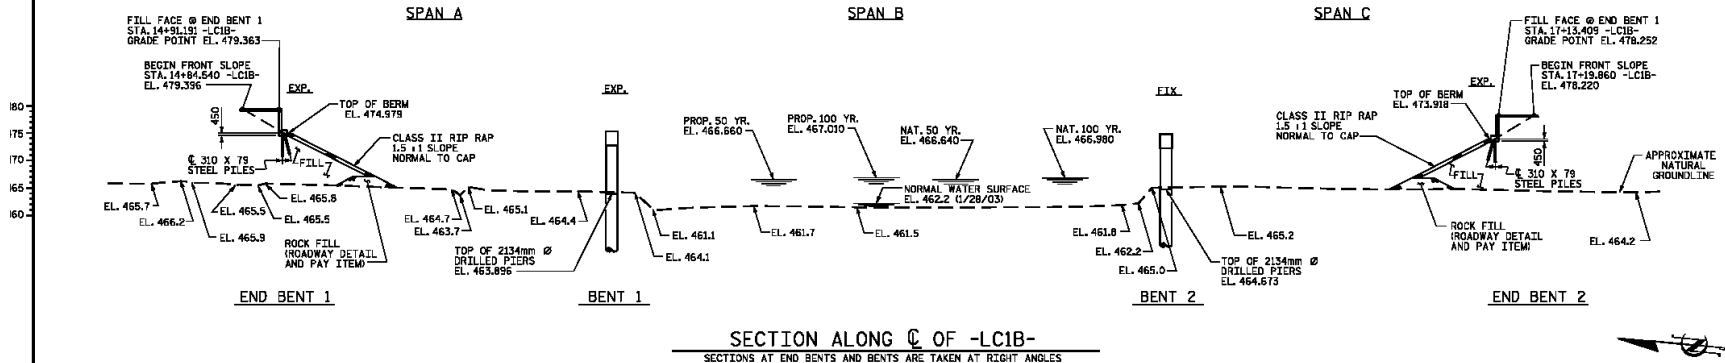 SPAN A
SPAN B
SPAN C
FILL FACE @ END BENT 1
STA. 14+91.191 -LC1B-
GRADE POINT EL. 479.363
BEGIN FRONT SLOPE
STA. 14+84.540 -LC1B-
EL. 479.396
EXP.
TOP OF BERM
EL. 474.979
450
CLASS II RIP RAP
1.5 :1 SLOPE
NORMAL TO CAP
℄ 310 X 79
STEEL PILES
FILL
EXP.
PROP. 50 YR.
EL. 466.660
PROP. 100 YR.
EL. 467.010
NAT. 50 YR.
EL. 466.640
NAT. 100 YR.
EL. 466.980
FIX
FILL FACE @ END BENT 1
STA. 17+13.409 -LC1B-
GRADE POINT EL. 478.252
BEGIN FRONT SLOPE
STA. 17+19.860 -LC1B-
EL. 478.220
EXP.
TOP OF BERM
EL. 473.918
CLASS II RIP RAP
1.5 :1 SLOPE
NORMAL TO CAP
450
FILL
℄ 310 X 79
STEEL PILES
APPROXIMATE
NATURAL
GROUNDLINE
180
175
170
165
160
NORMAL WATER SURFACE
EL. 462.2 (1/28/03)
EL. 465.7
EL. 466.2
EL. 465.9
EL. 465.5
EL. 465.5
EL. 465.8
ROCK FILL
(ROADWAY DETAIL
AND PAY ITEM)
EL. 464.7
EL. 463.7
EL. 465.1
EL. 464.4
TOP OF 2134mm Ø
DRILLED PIERS
EL. 463.896
EL. 461.1
EL. 464.1
EL. 461.7
EL. 461.5
EL. 461.8
EL. 462.2
EL. 465.0
EL. 465.2
TOP OF 2134mm Ø
DRILLED PIERS
EL. 464.673
ROCK FILL
(ROADWAY DETAIL
AND PAY ITEM)
EL. 464.2
END BENT 1
BENT 1
BENT 2
END BENT 2
SECTION ALONG ℄ OF -LC1B-
SECTIONS AT END BENTS AND BENTS ARE TAKEN AT RIGHT ANGLES